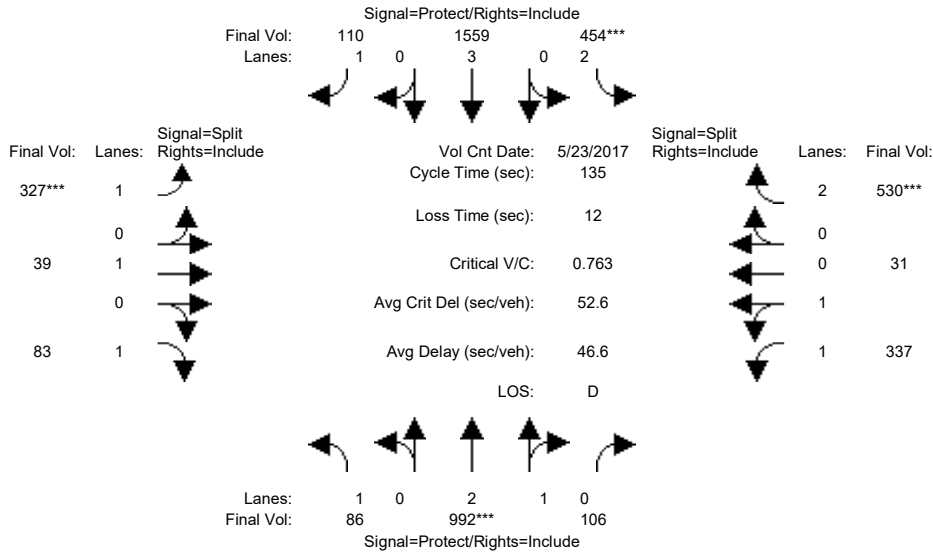 Signal=Protect/Rights=Include
Final Vol: 110 1559 454***
Lanes: 1 0 3 0 2
Signal=Split
Final Vol: Lanes: Rights=Include
Vol Cnt Date: 5/23/2017
Signal=Split
Rights=Include Lanes: Final Vol:
Cycle Time (sec): 135
327*** 1
2 530***
Loss Time (sec): 12
0
0
39 1
Critical V/C: 0.763
0 31
0
Avg Crit Del (sec/veh): 52.6
1
83 1
Avg Delay (sec/veh): 46.6
1 337
LOS: D
Lanes: 1 0 2 1 0
Final Vol: 86 992*** 106
Signal=Protect/Rights=Include